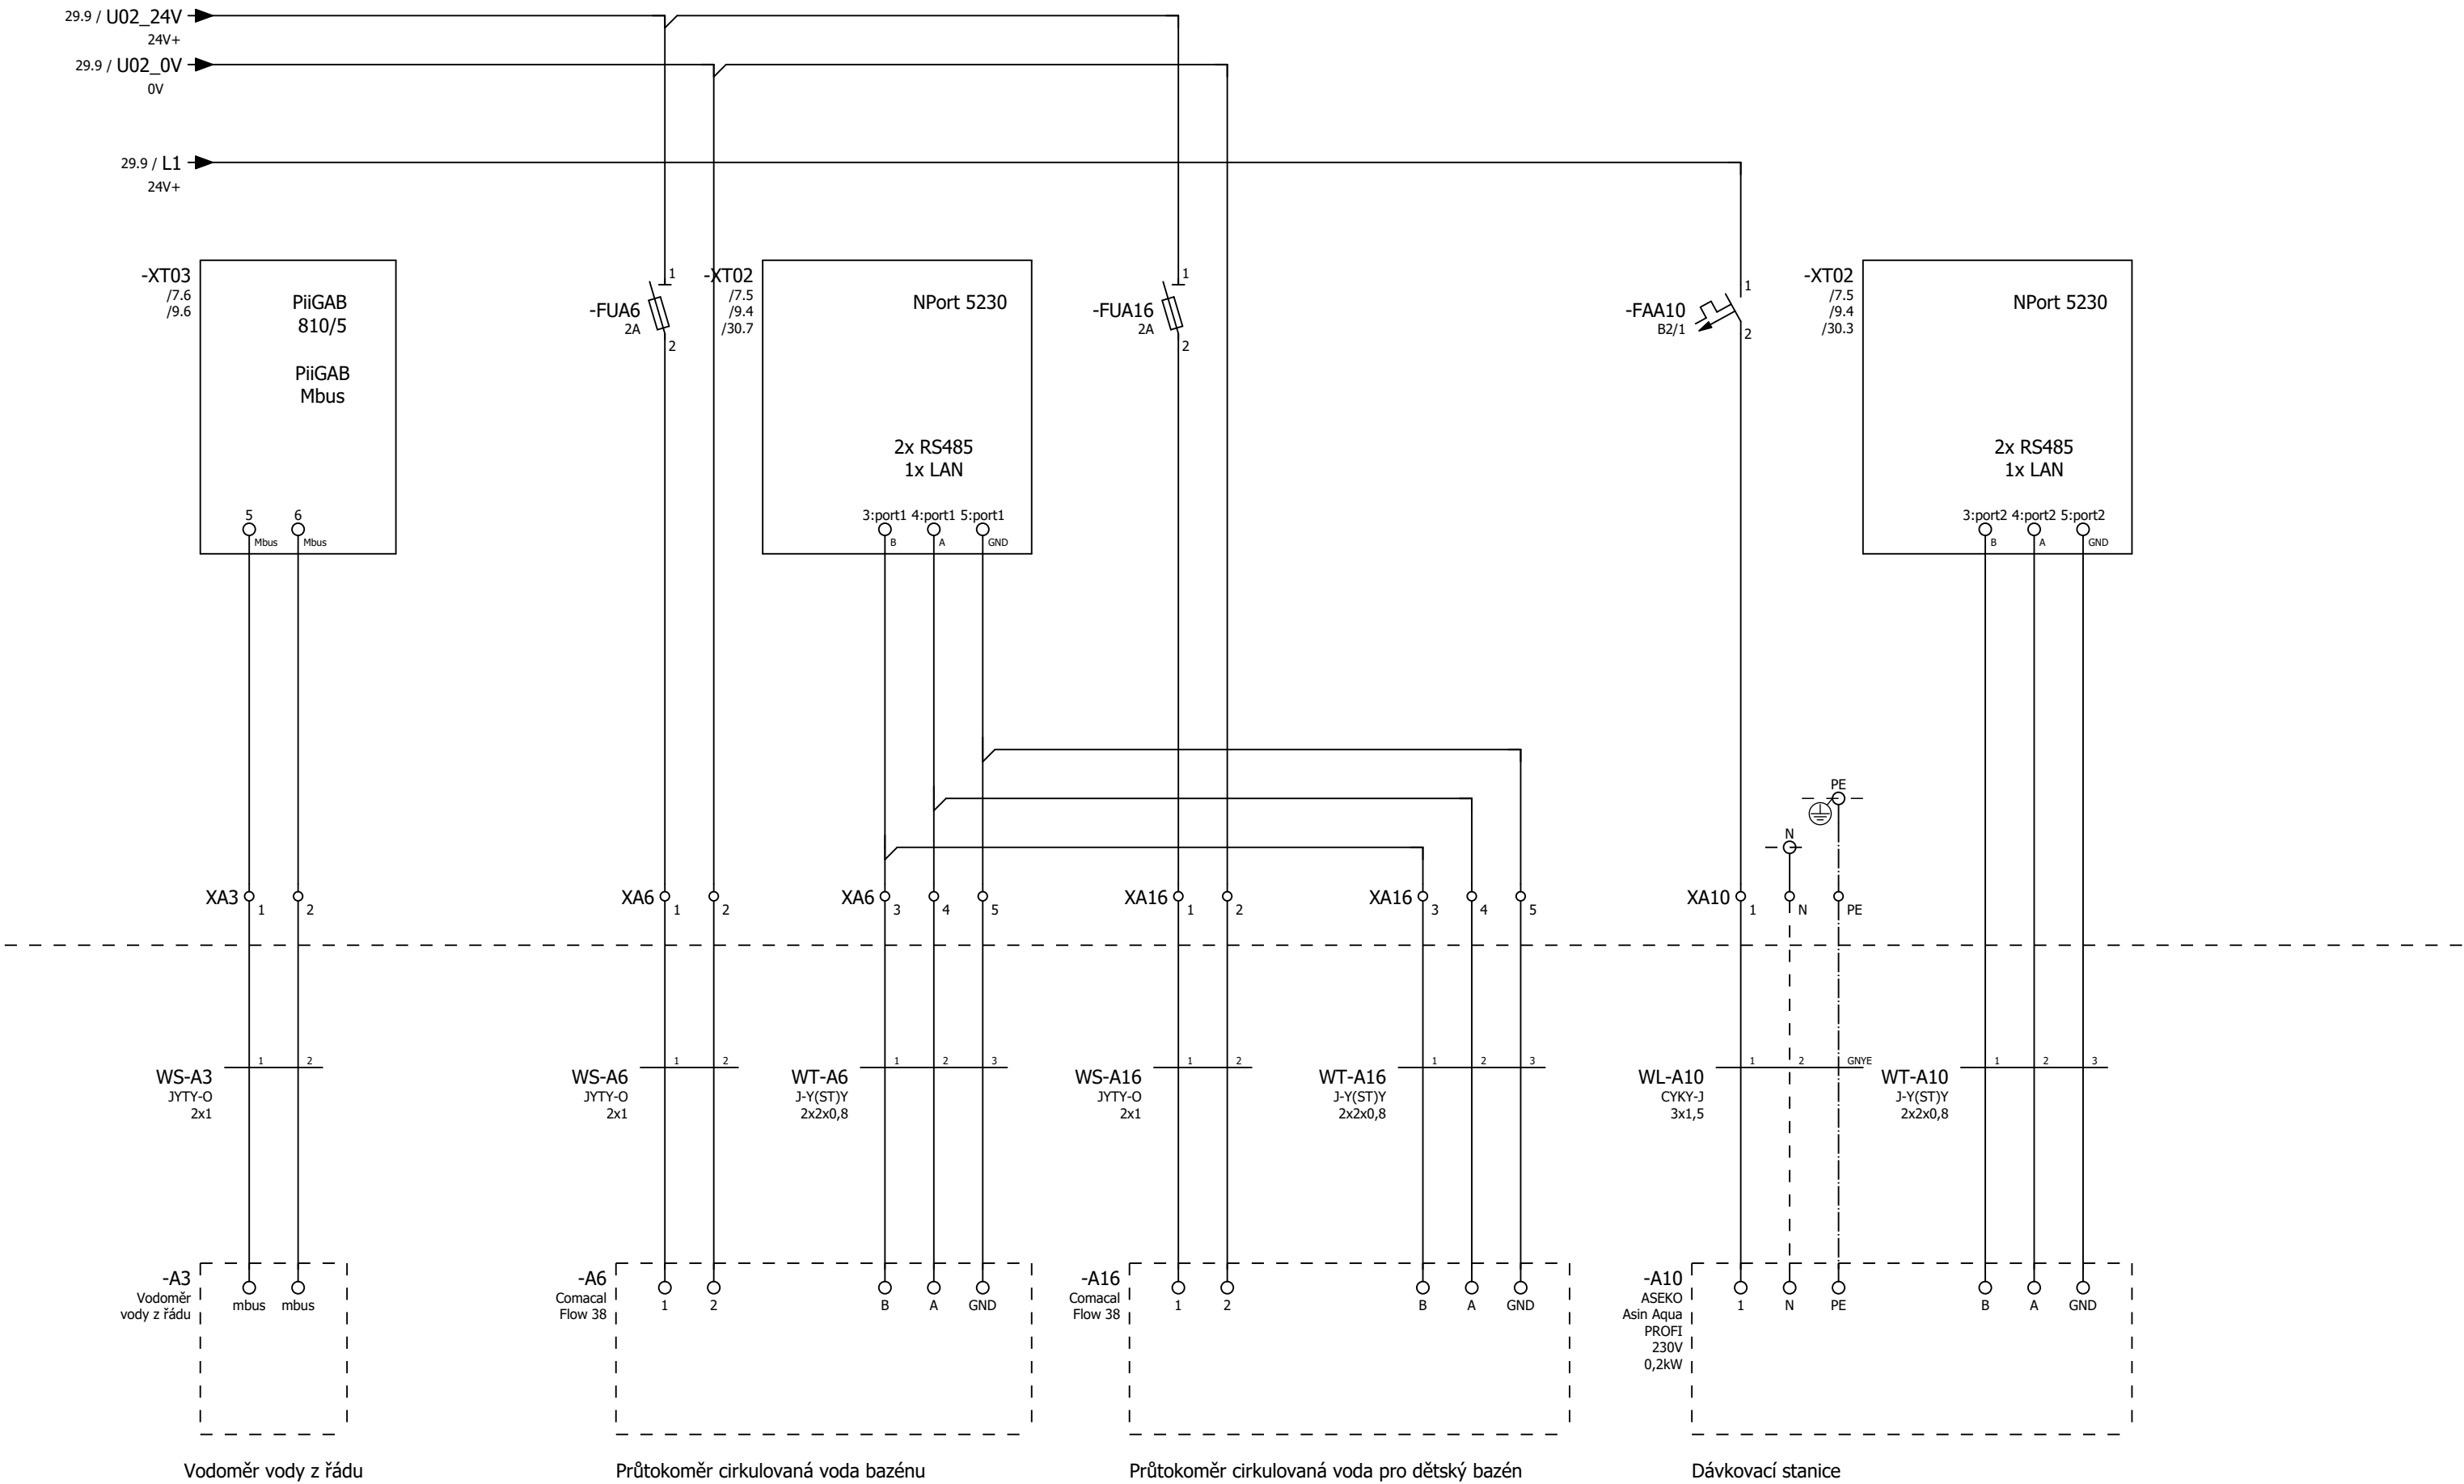 29.9 / U02_24V
24V+
29.9 / U02_0V
0V
29.9 / L1
24V+
-XT03
/7.6
/9.6
PiiGAB
810/5
PiiGAB
Mbus
5 6
Mbus Mbus
-FUA6
2A
1
2
-XT02
/7.5
/9.4
/30.7
NPort 5230
2x RS485
1x LAN
3:port1 4:port1 5:port1
B A GND
-FUA16
2A
1
2
-FAA10
B2/1
1
2
-XT02
/7.5
/9.4
/30.3
NPort 5230
2x RS485
1x LAN
3:port2 4:port2 5:port2
B A GND
PE
N
XA3 1 2
XA6 1 2
XA6 3 4 5
XA16 1 2
XA16 3 4 5
XA10 1 N PE
WS-A3
JYTY-O
2x1
1 2
WS-A6
JYTY-O
2x1
1 2
WT-A6
J-Y(ST)Y
2x2x0,8
1 2 3
WS-A16
JYTY-O
2x1
1 2
WT-A16
J-Y(ST)Y
2x2x0,8
1 2 3
WL-A10
CYKY-J
3x1,5
1 2 GNYE
WT-A10
J-Y(ST)Y
2x2x0,8
1 2 3
-A3
Vodoměr
vody z řádu
mbus mbus
-A6
Comacal
Flow 38
1 2 B A GND
-A16
Comacal
Flow 38
1 2 B A GND
-A10
ASEKO
Asin Aqua
PROFI
230V
0,2kW
1 N PE B A GND
Vodoměr vody z řádu
Průtokoměr cirkulovaná voda bazénu
Průtokoměr cirkulovaná voda pro dětský bazén
Dávkovací stanice